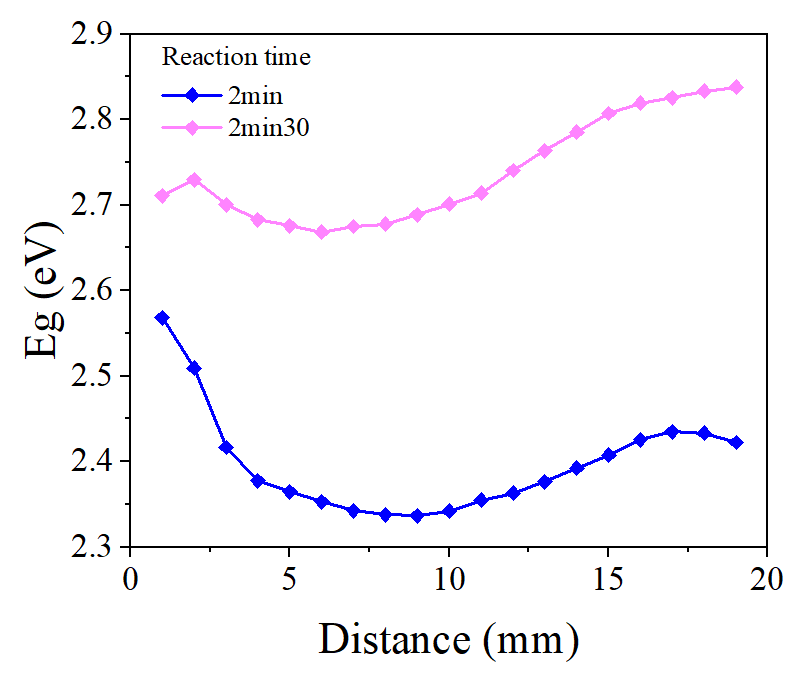 Reaction time
2min
2min30
2.9
2.8
2.7
2.6
2.5
2.4
2.3
Eg (eV)
0 5 10 15 20
Distance (mm)